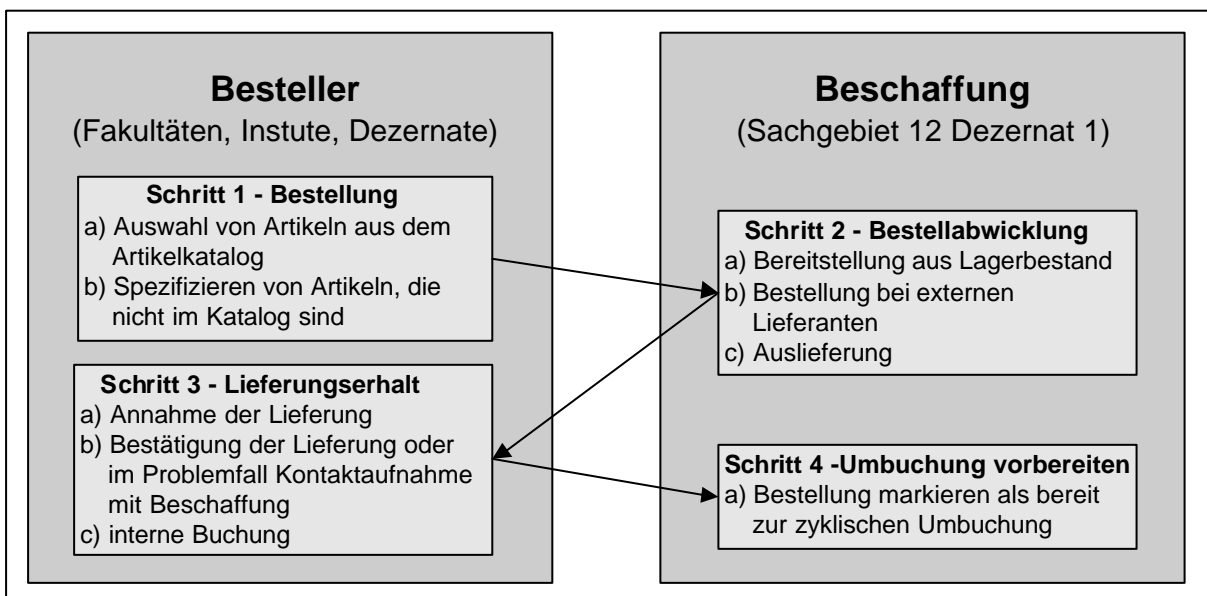 Besteller
(Fakultäten, Instute, Dezernate)
Schritt 1 - Bestellung
a) Auswahl von Artikeln aus dem
Artikelkatalog
b) Spezifizieren von Artikeln, die
nicht im Katalog sind
Schritt 3 - Lieferungserhalt
a) Annahme der Lieferung
b) Bestätigung der Lieferung oder
im Problemfall Kontaktaufnahme
mit Beschaffung
c) interne Buchung
Beschaffung
(Sachgebiet 12 Dezernat 1)
Schritt 2 - Bestellabwicklung
a) Bereitstellung aus Lagerbestand
b) Bestellung bei externen
Lieferanten
c) Auslieferung
Schritt 4 -Umbuchung vorbereiten
a) Bestellung markieren als bereit
zur zyklischen Umbuchung